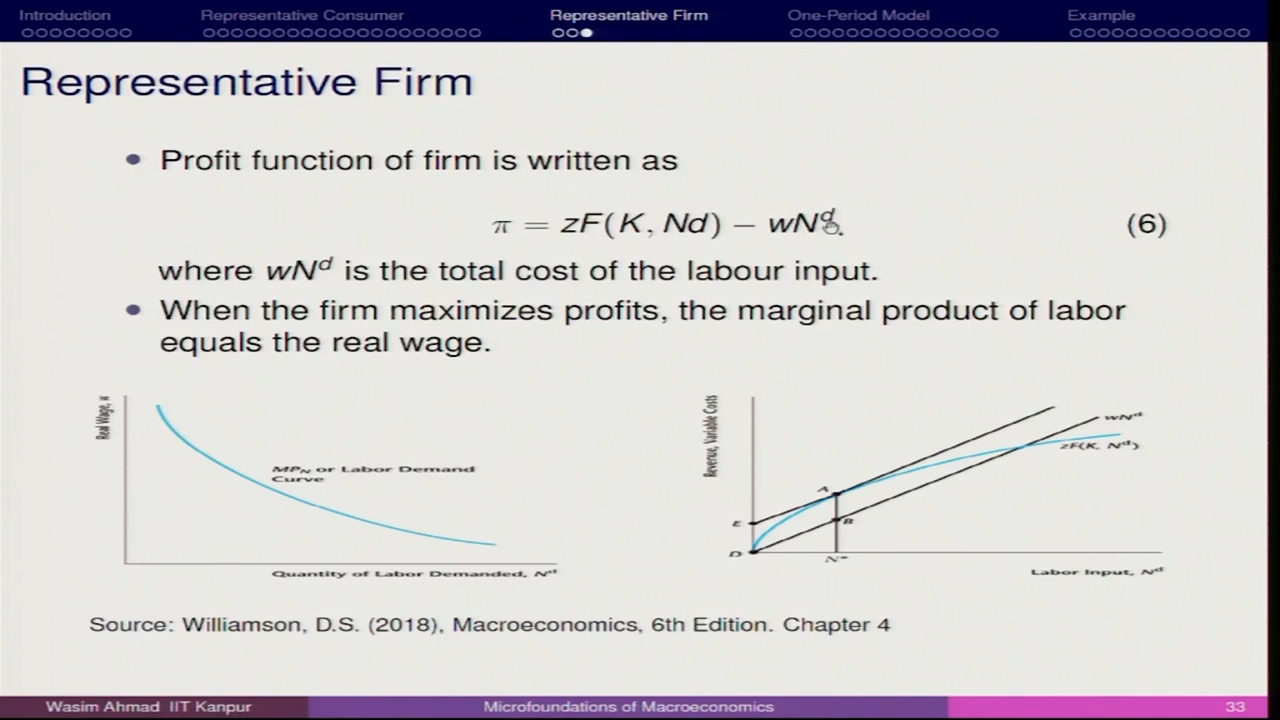 Introduction Representative Consumer Representative Firm One-Period Model Example
Representative Firm
• Profit function of firm is written as
π = zF(K, Nd) − wN^d. (6)
where wN^d is the total cost of the labour input.
• When the firm maximizes profits, the marginal product of labor
equals the real wage.
Real Wage, w
MP_N or Labor Demand
Curve
Quantity of Labor Demanded, N^d
Revenue, Variable Costs
wN^d
zF(K, N^d)
A
B
E
D
N*
Labor Input, N^d
Source: Williamson, D.S. (2018), Macroeconomics, 6th Edition. Chapter 4
Wasim Ahmad IIT Kanpur Microfoundations of Macroeconomics 33